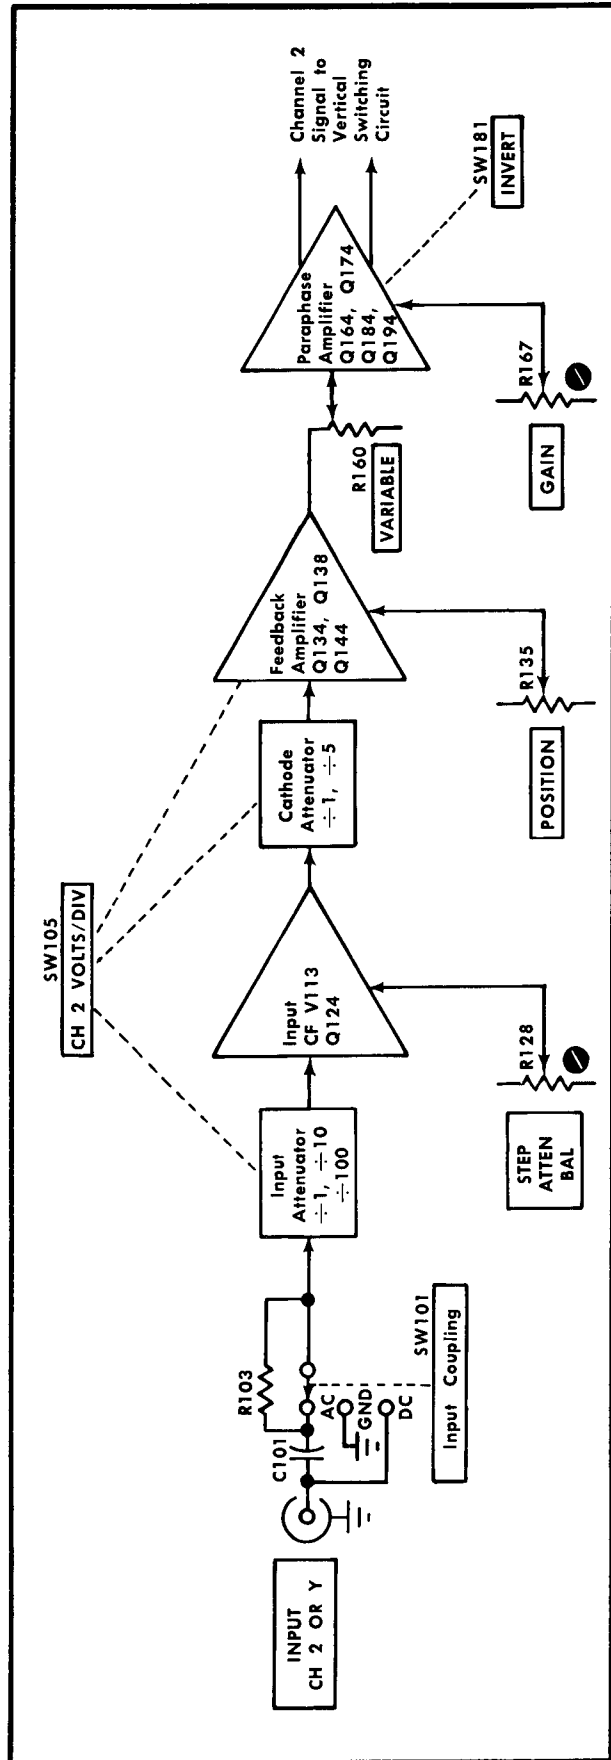 INPUT
CH 2 OR Y
C101
R103
AC
GND
DC
SW101
Input Coupling
Input
Attenuator
÷1, ÷10
÷100
SW105
CH 2 VOLTS/DIV
Input
CF V113
Q124
STEP
ATTEN
BAL
R128
Cathode
Attenuator
÷1, ÷5
Feedback
Amplifier
Q134, Q138
Q144
POSITION
R135
R160
VARIABLE
Paraphase
Amplifier
Q164, Q174
Q184,
Q194
GAIN
R167
SW181
INVERT
Channel 2
Signal to
Vertical
Switching
Circuit